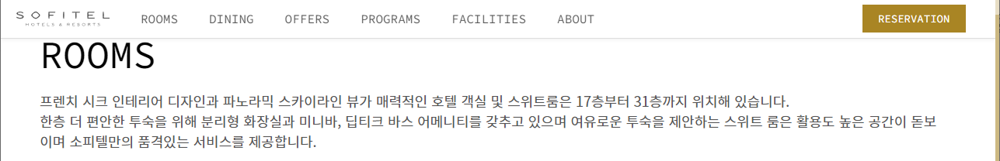 SOFITEL
HOTELS & RESORTS
ROOMS DINING OFFERS PROGRAMS FACILITIES ABOUT RESERVATION
ROOMS
프렌치 시크 인테리어 디자인과 파노라믹 스카이라인 뷰가 매력적인 호텔 객실 및 스위트룸은 17층부터 31층까지 위치해 있습니다.
한층 더 편안한 투숙을 위해 분리형 화장실과 미니바, 딥티크 바스 어메니티를 갖추고 있으며 여유로운 투숙을 제안하는 스위트 룸은 활용도 높은 공간이 돋보
이며 소피텔만의 품격있는 서비스를 제공합니다.